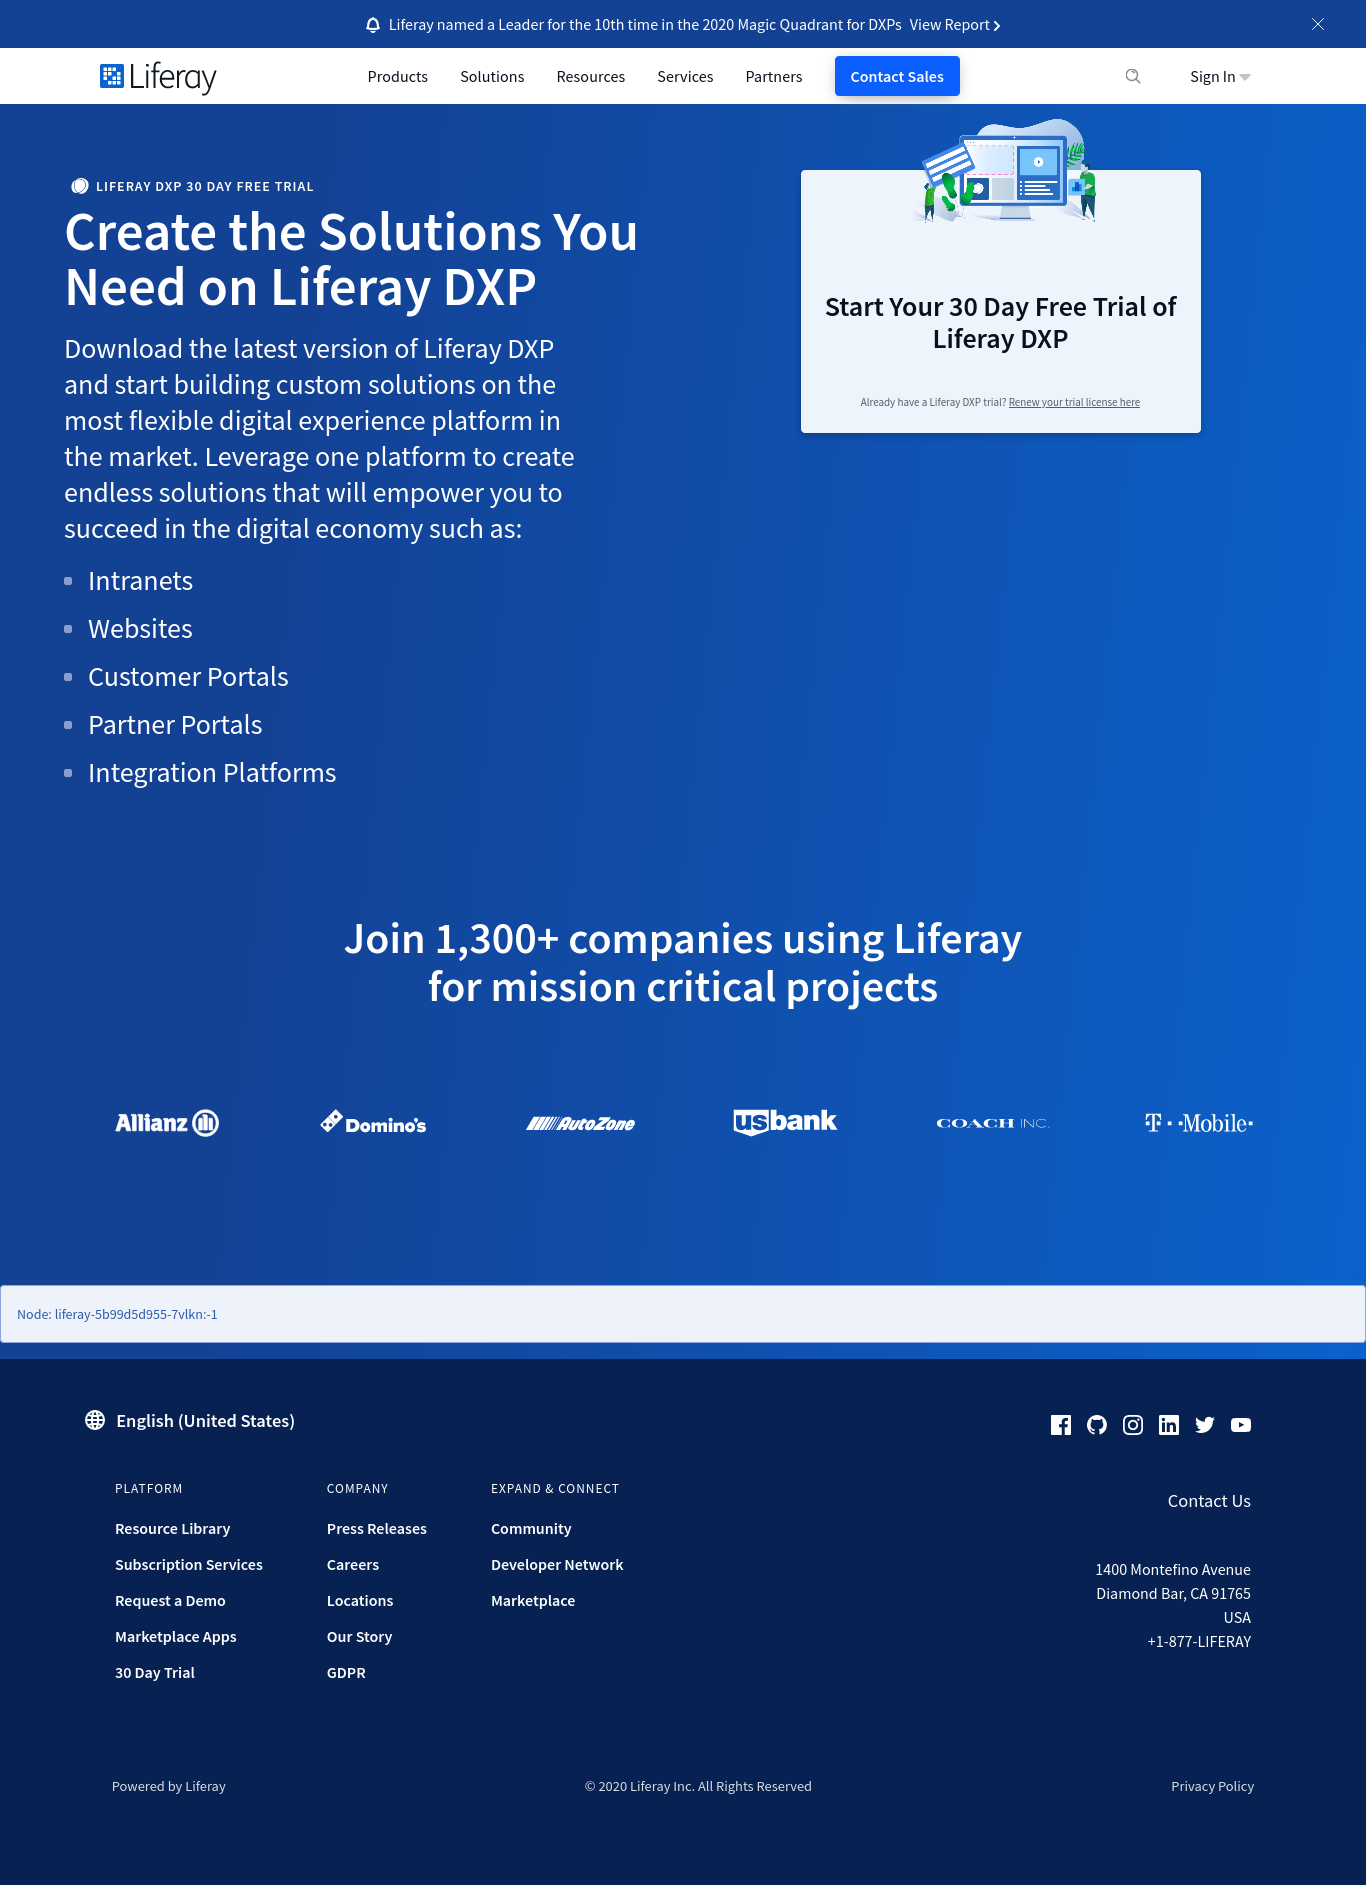 Liferay named a Leader for the 10th time in the 2020 Magic Quadrant for DXPs View Report
Liferay
Products Solutions Resources Services Partners Contact Sales Sign In
LIFERAY DXP 30 DAY FREE TRIAL
Create the Solutions You
Need on Liferay DXP
Download the latest version of Liferay DXP
and start building custom solutions on the
most flexible digital experience platform in
the market. Leverage one platform to create
endless solutions that will empower you to
succeed in the digital economy such as:
Intranets
Websites
Customer Portals
Partner Portals
Integration Platforms
Start Your 30 Day Free Trial of
Liferay DXP
Already have a Liferay DXP trial? Renew your trial license here
Join 1,300+ companies using Liferay
for mission critical projects
Allianz Domino's AutoZone usbank COACH INC. T·Mobile·
Node: liferay-5b99d5d955-7vlkn:-1
English (United States)
PLATFORM
Resource Library
Subscription Services
Request a Demo
Marketplace Apps
30 Day Trial
COMPANY
Press Releases
Careers
Locations
Our Story
GDPR
EXPAND & CONNECT
Community
Developer Network
Marketplace
Contact Us
1400 Montefino Avenue
Diamond Bar, CA 91765
USA
+1-877-LIFERAY
Powered by Liferay
© 2020 Liferay Inc. All Rights Reserved
Privacy Policy